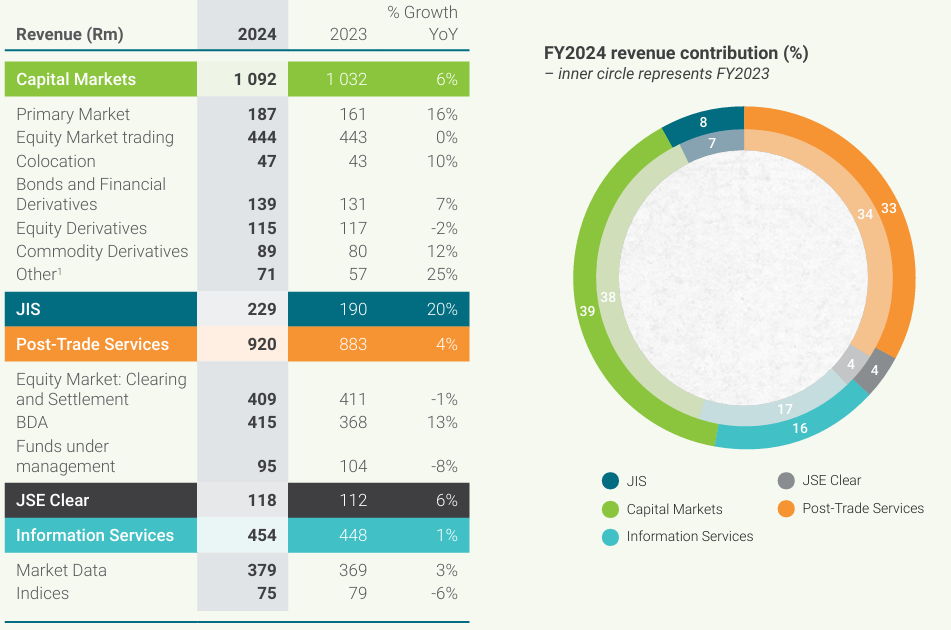 % Growth
Revenue (Rm) 2024 2023 YoY
Capital Markets 1 092 1 032 6%
Primary Market 187 161 16%
Equity Market trading 444 443 0%
Colocation 47 43 10%
Bonds and Financial
Derivatives 139 131 7%
Equity Derivatives 115 117 -2%
Commodity Derivatives 89 80 12%
Other¹ 71 57 25%
JIS 229 190 20%
Post-Trade Services 920 883 4%
Equity Market: Clearing
and Settlement 409 411 -1%
BDA 415 368 13%
Funds under
management 95 104 -8%
JSE Clear 118 112 6%
Information Services 454 448 1%
Market Data 379 369 3%
Indices 75 79 -6%
FY2024 revenue contribution (%)
– inner circle represents FY2023
8
7
34 33
38
39
4 4
17
16
JIS JSE Clear
Capital Markets Post-Trade Services
Information Services